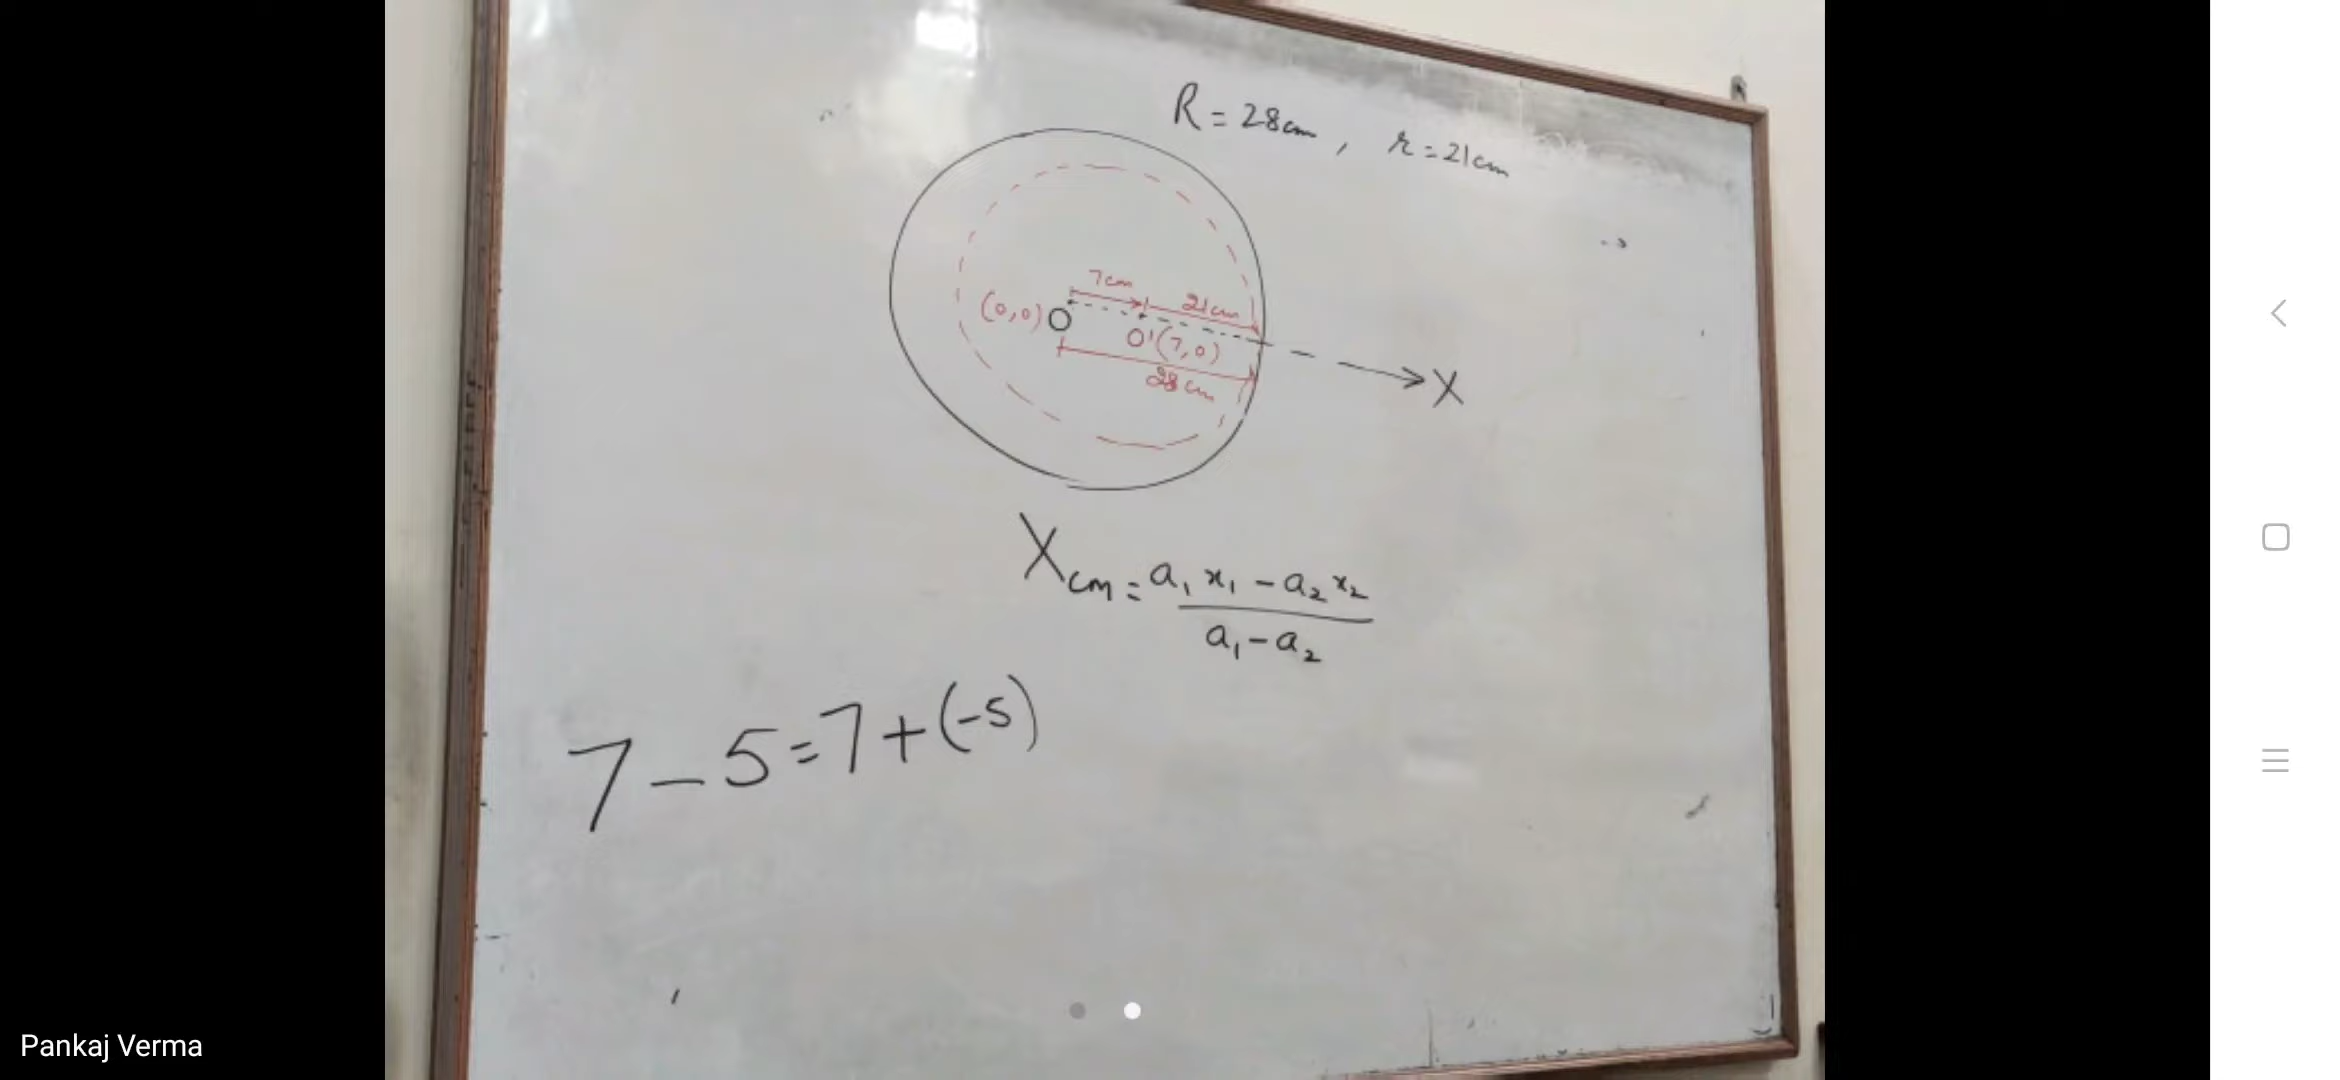 R = 28cm , r = 21cm
7cm
21cm
(0,0) O
O'(7,0)
28cm
X
Xcm = a₁x₁ - a₂x₂
a₁ - a₂
7 - 5 = 7 + (-5)
Pankaj Verma